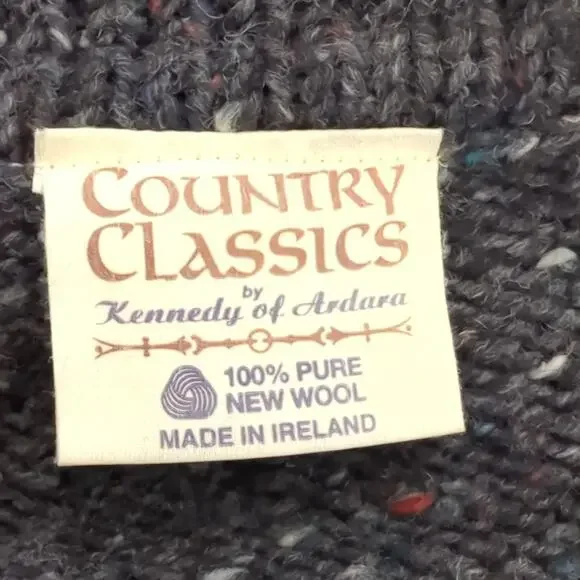 COUNTRY
CLASSICS
by
Kennedy of Ardara
100% PURE
NEW WOOL
MADE IN IRELAND